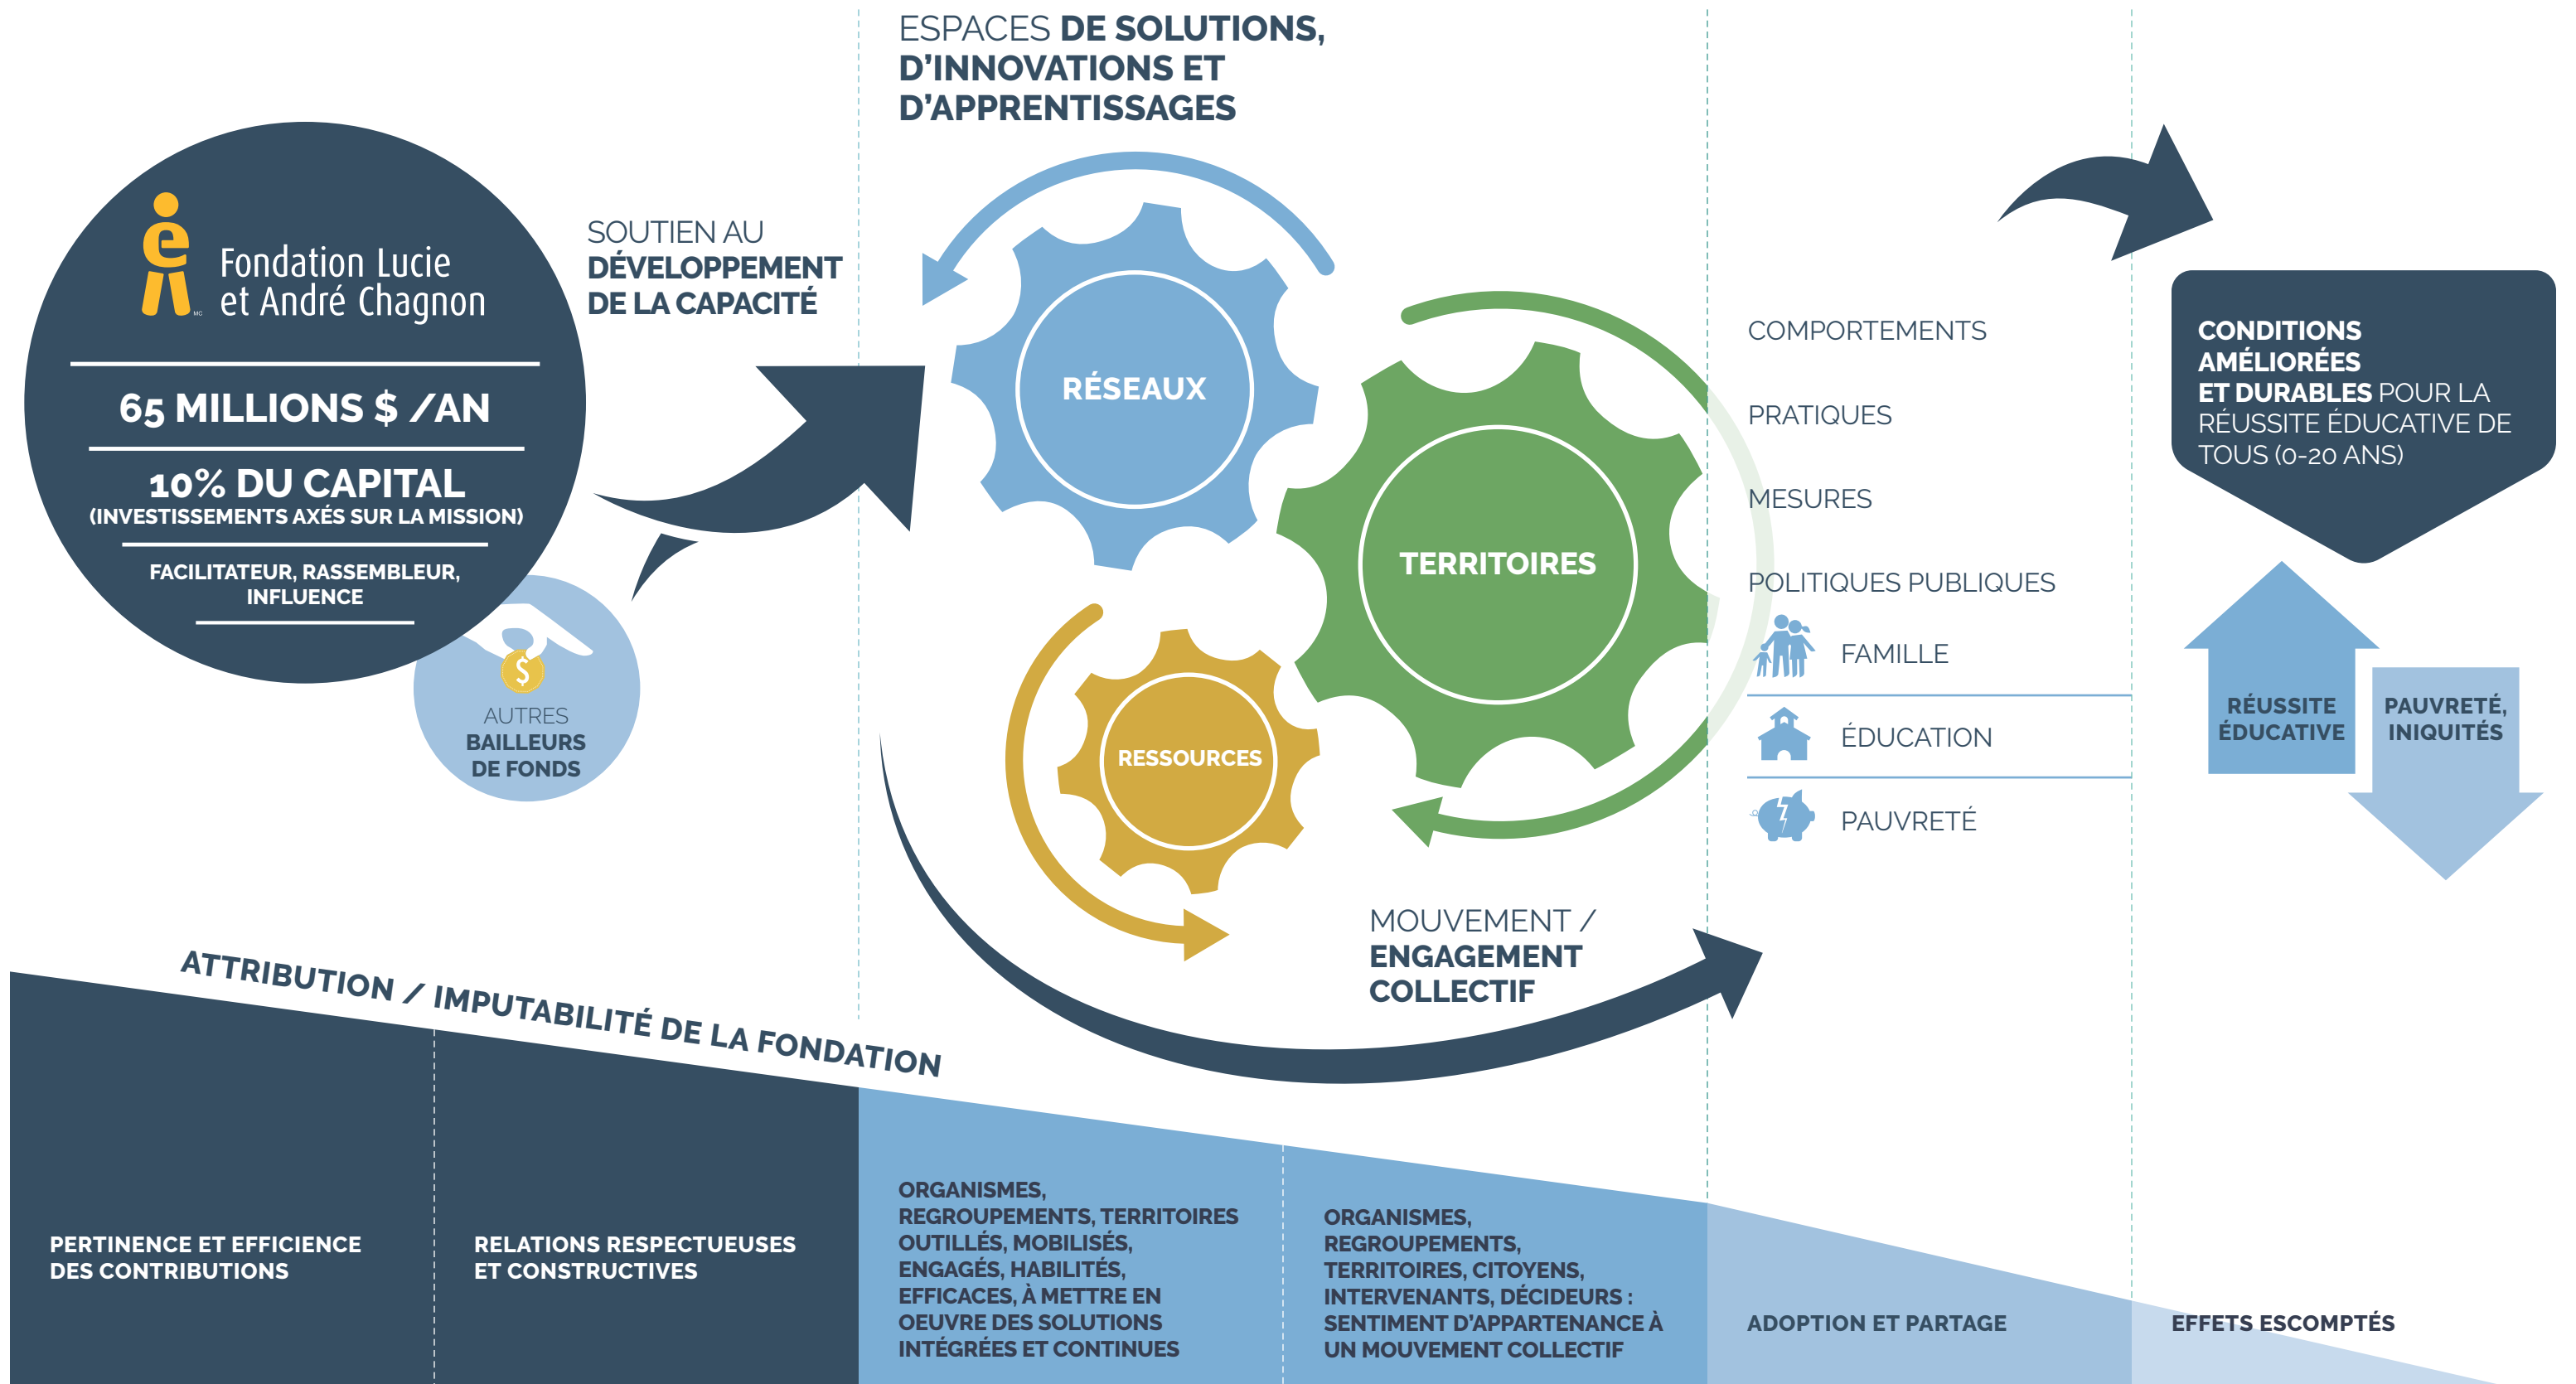 Fondation Lucie
et André Chagnon
MC
65 MILLIONS $ /AN
10% DU CAPITAL
(INVESTISSEMENTS AXÉS SUR LA MISSION)
FACILITATEUR, RASSEMBLEUR,
INFLUENCE
$
AUTRES
BAILLEURS
DE FONDS
SOUTIEN AU
DÉVELOPPEMENT
DE LA CAPACITÉ
ESPACES DE SOLUTIONS,
D’INNOVATIONS ET
D’APPRENTISSAGES
RÉSEAUX
TERRITOIRES
RESSOURCES
MOUVEMENT /
ENGAGEMENT
COLLECTIF
COMPORTEMENTS
PRATIQUES
MESURES
POLITIQUES PUBLIQUES
FAMILLE
ÉDUCATION
PAUVRETÉ
CONDITIONS
AMÉLIORÉES
ET DURABLES POUR LA
RÉUSSITE ÉDUCATIVE DE
TOUS (0-20 ANS)
RÉUSSITE
ÉDUCATIVE
PAUVRETÉ,
INIQUITÉS
ATTRIBUTION / IMPUTABILITÉ DE LA FONDATION
PERTINENCE ET EFFICIENCE
DES CONTRIBUTIONS
RELATIONS RESPECTUEUSES
ET CONSTRUCTIVES
ORGANISMES,
REGROUPEMENTS, TERRITOIRES
OUTILLÉS, MOBILISÉS,
ENGAGÉS, HABILITÉS,
EFFICACES, À METTRE EN
OEUVRE DES SOLUTIONS
INTÉGRÉES ET CONTINUES
ORGANISMES,
REGROUPEMENTS,
TERRITOIRES, CITOYENS,
INTERVENANTS, DÉCIDEURS :
SENTIMENT D’APPARTENANCE À
UN MOUVEMENT COLLECTIF
ADOPTION ET PARTAGE
EFFETS ESCOMPTÉS